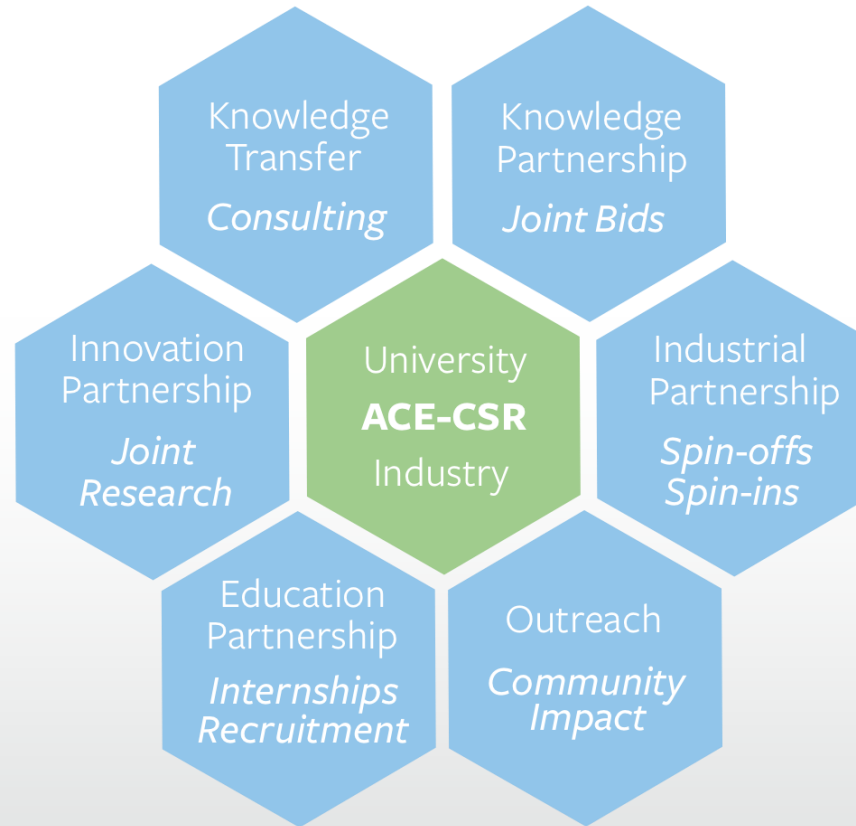 Knowledge
Transfer
Consulting
Knowledge
Partnership
Joint Bids
Innovation
Partnership
Joint
Research
University
ACE-CSR
Industry
Industrial
Partnership
Spin-offs
Spin-ins
Education
Partnership
Internships
Recruitment
Outreach
Community
Impact